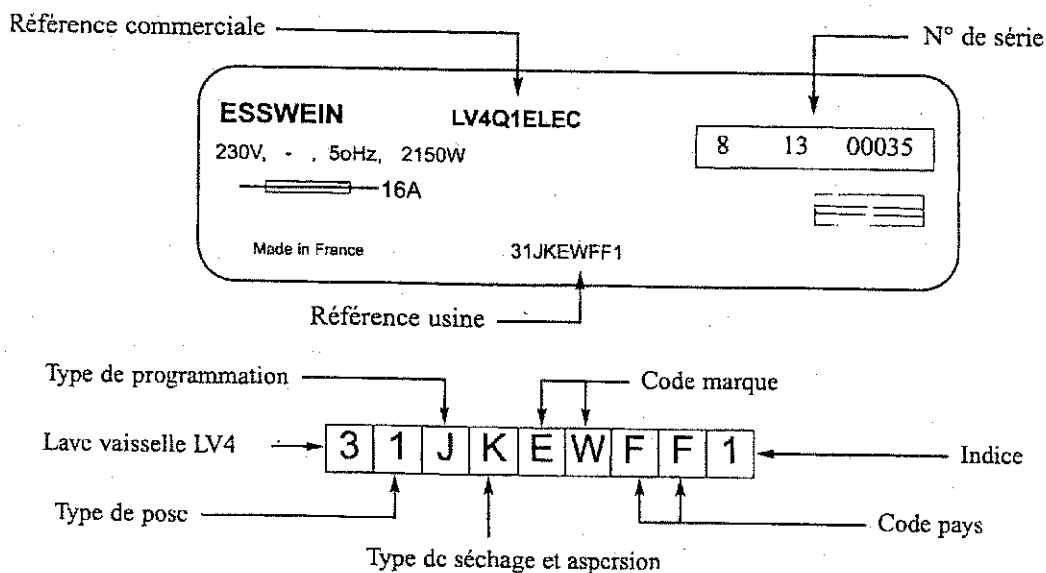 Référence commerciale
N° de série
ESSWEIN LV4Q1ELEC
230V, - , 5oHz, 2150W
8 13 00035
16A
Made in France 31JKEWFF1
Référence usine
Type de programmation
Code marque
Lave vaisselle LV4
3 1 J K E W F F 1
Indice
Type de pose
Code pays
Type de séchage et aspersion